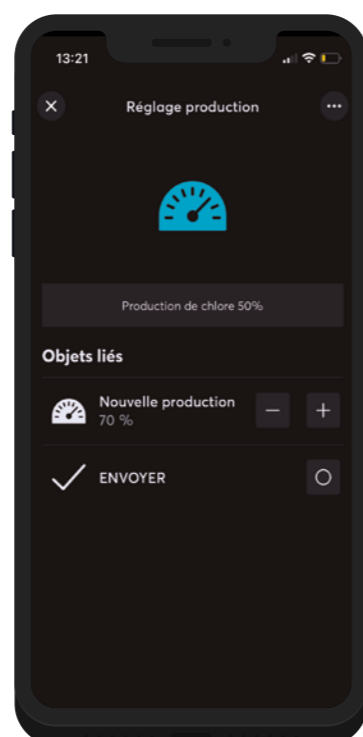 13:21
Réglage production
Production de chlore 50%
Objets liés
Nouvelle production
70 %
ENVOYER